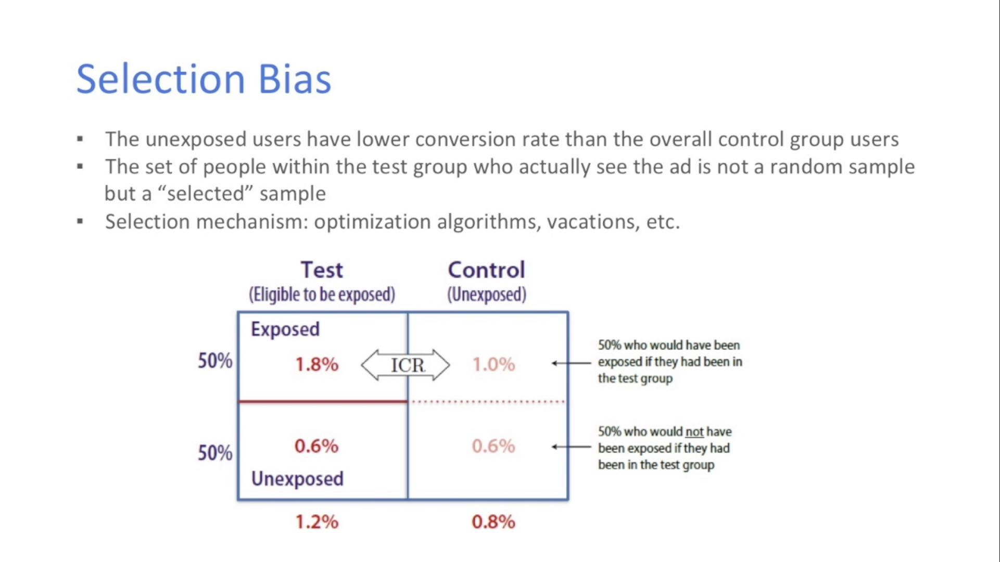 Selection Bias
▪ The unexposed users have lower conversion rate than the overall control group users
▪ The set of people within the test group who actually see the ad is not a random sample
but a “selected” sample
▪ Selection mechanism: optimization algorithms, vacations, etc.
Test Control
(Eligible to be exposed) (Unexposed)
Exposed
50% 1.8% ICR 1.0%
50% who would have been
exposed if they had been in
the test group
50% 0.6% 0.6%
50% who would not have
been exposed if they had
been in the test group
Unexposed
1.2% 0.8%